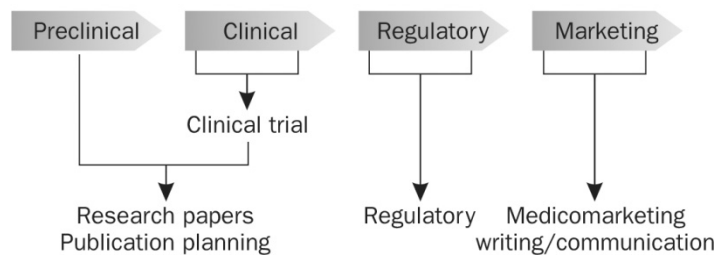 Preclinical
Clinical
Regulatory
Marketing
Clinical trial
Research papers
Publication planning
Regulatory
Medicomarketing
writing/communication